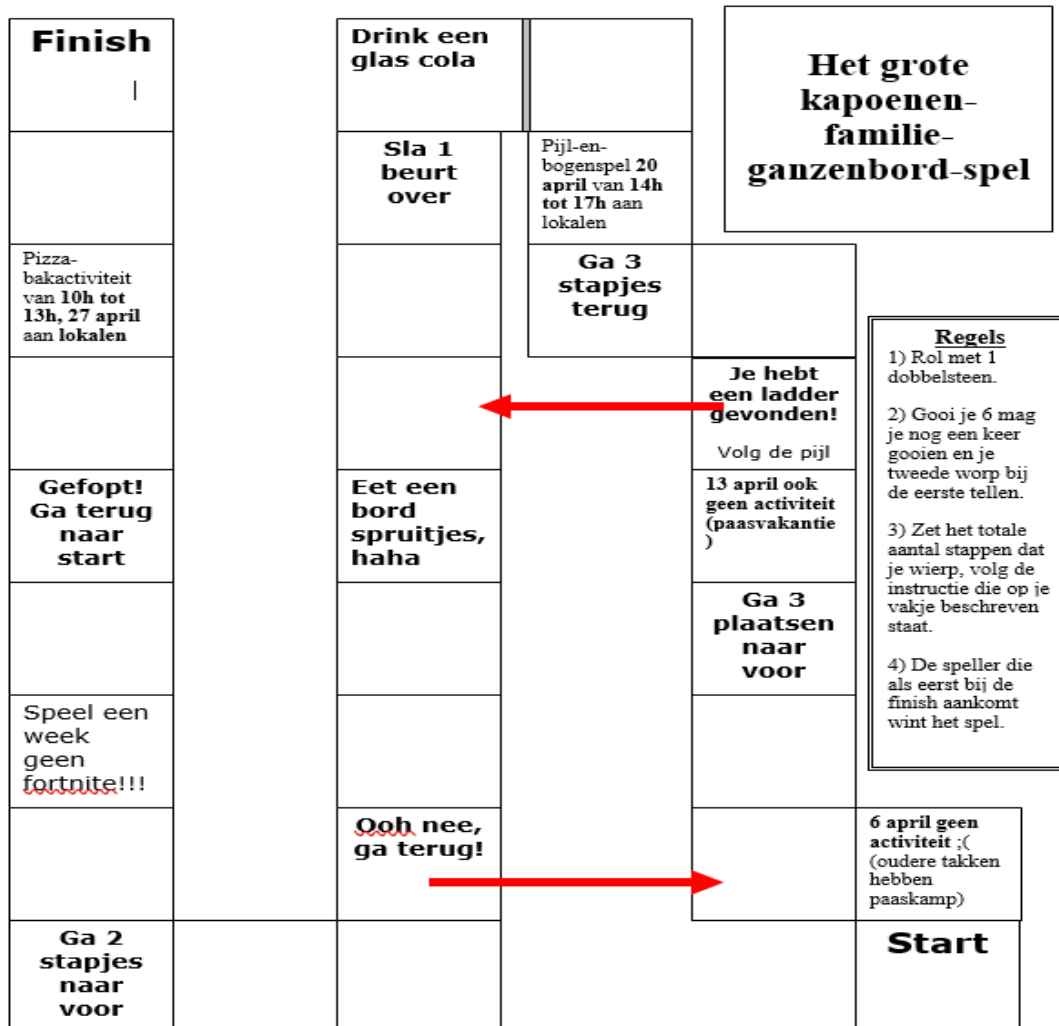 Finish
Drink een
glas cola
Het grote
kapoenen-
familie-
ganzenbord-spel
Sla 1
beurt
over
Pijl-en-
bogenspel 20
april van 14h
tot 17h aan
lokalen
Pizza-
bakactiviteit
van 10h tot
13h, 27 april
aan lokalen
Ga 3
stapjes
terug
Je hebt
een ladder
gevonden!
Volg de pijl
Regels
1) Rol met 1
dobbelsteen.
2) Gooi je 6 mag
je nog een keer
gooien en je
tweede worp bij
de eerste tellen.
3) Zet het totale
aantal stappen dat
je wierp, volg de
instructie die op je
vakje beschreven
staat.
4) De speller die
als eerst bij de
finish aankomt
wint het spel.
Gefopt!
Ga terug
naar
start
Eet een
bord
spruitjes,
haha
13 april ook
geen activiteit
(paasvakantie
)
Ga 3
plaatsen
naar
voor
Speel een
week
geen
fortnite!!!
Ooh nee,
ga terug!
6 april geen
activiteit ;(
(oudere takken
hebben
paaskamp)
Ga 2
stapjes
naar
voor
Start